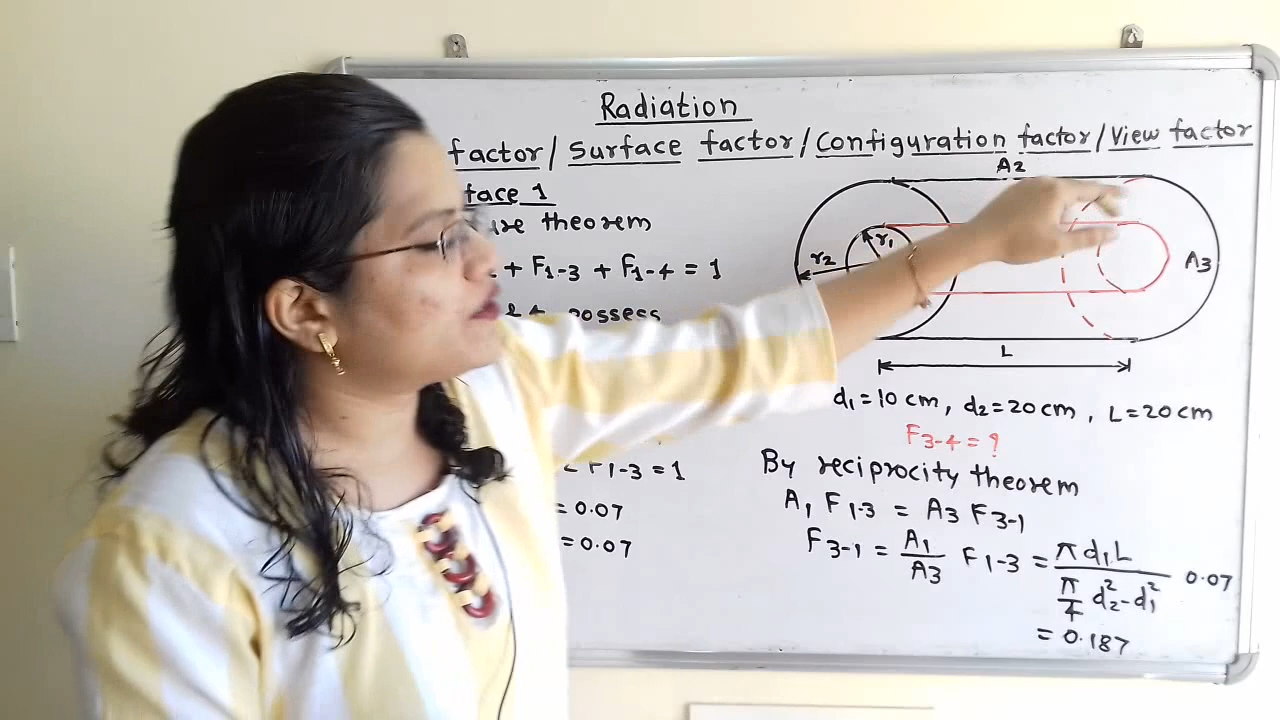 Radiation
factor / Surface factor / Configuration factor / View factor
face 1
ure theorem
+ F1-3 + F1-4 = 1
possess
F1-3 = 1
= 0.07
= 0.07
A2
r1
r2
A3
L
d1 = 10 cm, d2 = 20 cm, L = 20 cm
F3-4 = ?
By reciprocity theorem
A1 F1-3 = A3 F3-1
F3-1 = A1/A3 F1-3 = πd1L / π/4 d2²-d1² 0.07
= 0.187